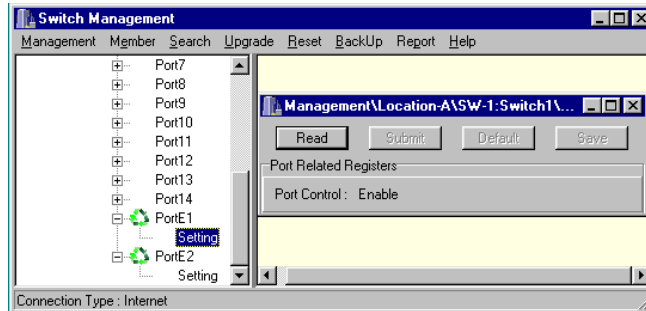 Switch Management
Management Member Search Upgrade Reset BackUp Report Help
Port7
Port8
Port9
Port10
Port11
Port12
Port13
Port14
PortE1
Setting
PortE2
Setting
Management\Location-A\SW-1:Switch1\...
Read Submit Default Save
Port Related Registers
Port Control : Enable
Connection Type : Internet